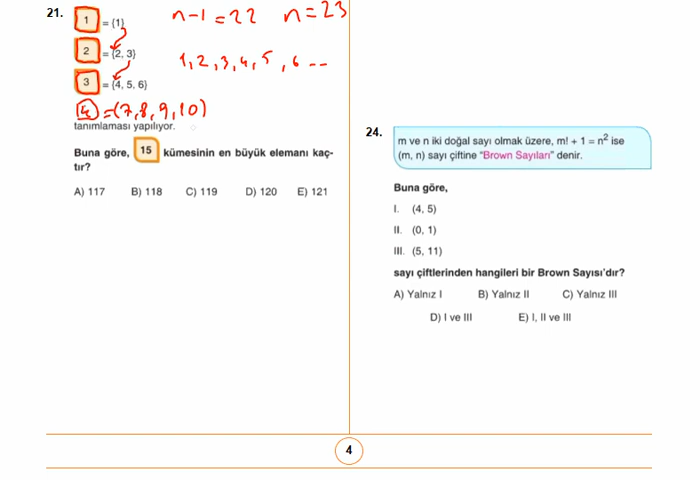 21.
1 = {1}
n-1=22 n=23
2 = {2, 3}
1,2,3,4,5,6--
3 = {4, 5, 6}
4=(7,8,9,10)
tanımlaması yapılıyor.
Buna göre, 15 kümesinin en büyük elemanı kaç-
tır?
A) 117 B) 118 C) 119 D) 120 E) 121
24.
m ve n iki doğal sayı olmak üzere, m! + 1 = n² ise
(m, n) sayı çiftine "Brown Sayıları" denir.
Buna göre,
I. (4, 5)
II. (0, 1)
III. (5, 11)
sayı çiftlerinden hangileri bir Brown Sayısı'dır?
A) Yalnız I B) Yalnız II C) Yalnız III
D) I ve III E) I, II ve III
4